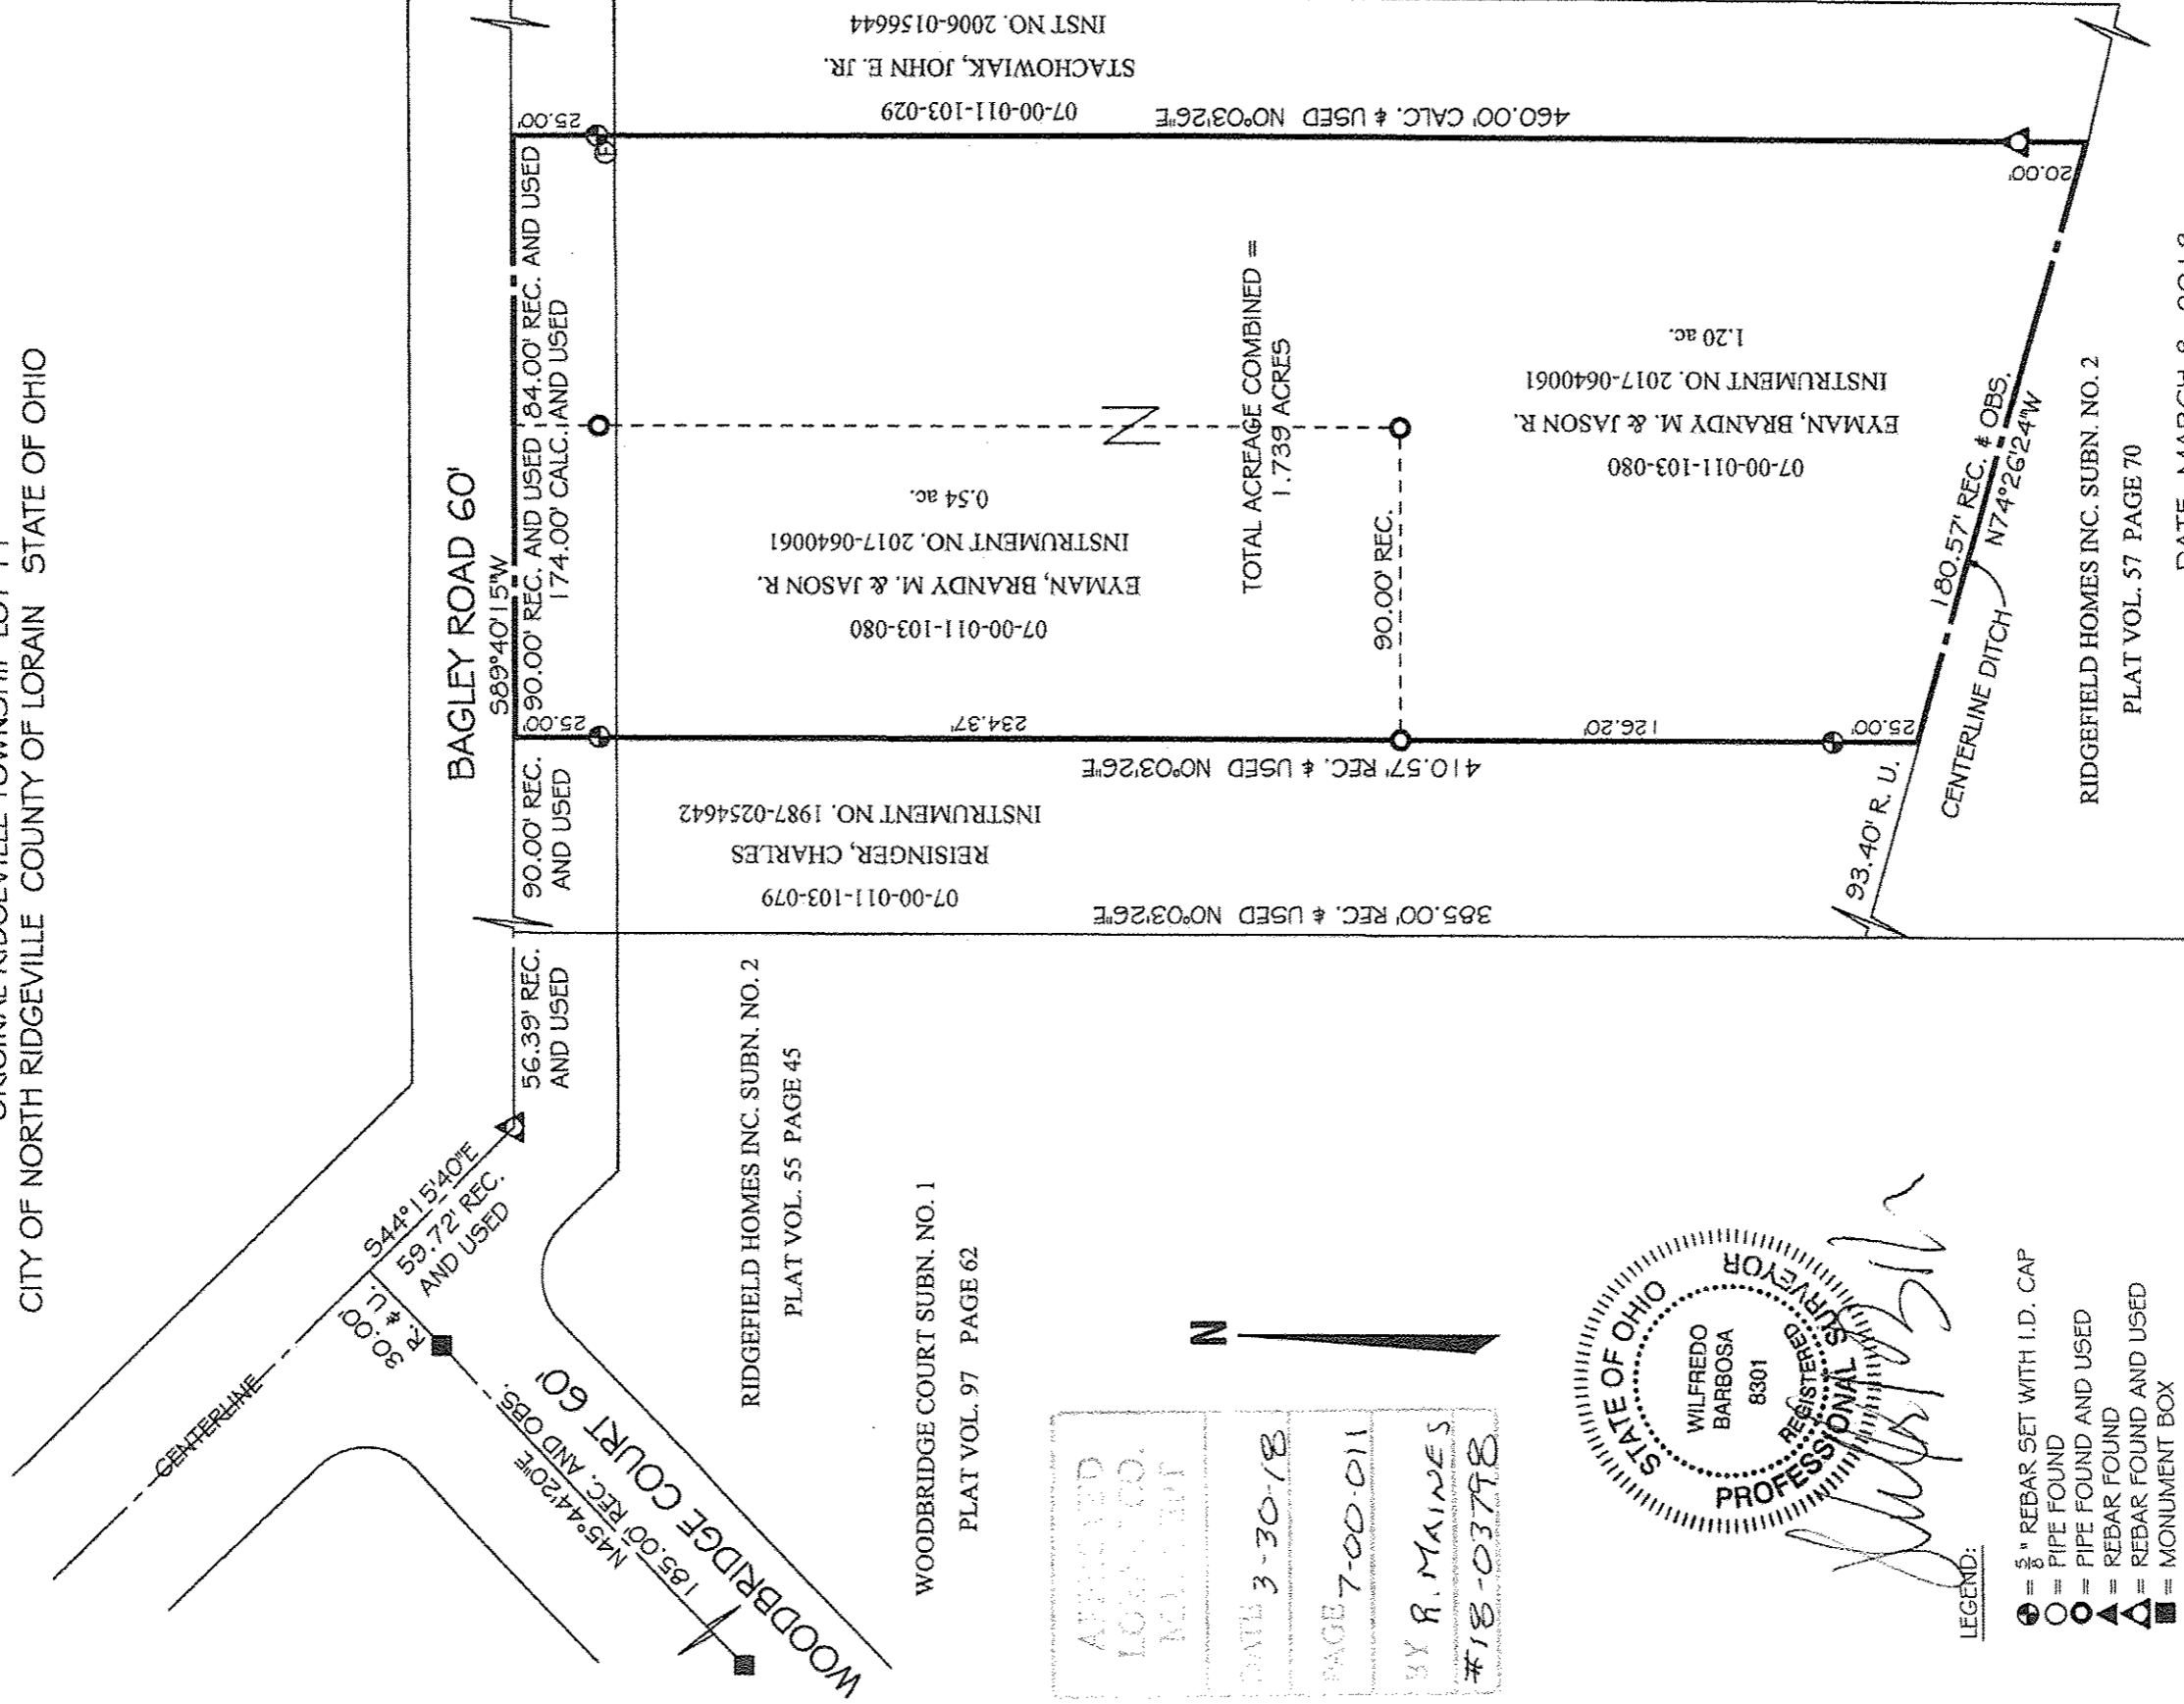 CITY OF NORTH RIDGEVILLE COUNTY OF LORAIN STATE OF OHIO
BAGLEY ROAD 60'
S89°40'15"W
90.00' REC. AND USED
84.00' REC. AND USED
174.00' CALC. AND USED
25.00'
25.00'
90.00' REC.
AND USED
56.39' REC.
AND USED
S44°15'40"E
59.72' REC.
AND USED
30.00'
R. & U.
CENTERLINE
N45°44'20"E
185.00' REC. AND OBS.
WOODBRIDGE COURT 60'
07-00-011-103-029
STACHOWIAK, JOHN E. JR.
INST NO. 2006-0156644
460.00' CALC. & USED N0°03'26"E
20.00'
N
07-00-011-103-080
EYMAN, BRANDY M. & JASON R.
INSTRUMENT NO. 2017-0640061
0.54 ac.
TOTAL ACREAGE COMBINED =
1.739 ACRES
90.00' REC.
07-00-011-103-080
EYMAN, BRANDY M. & JASON R.
INSTRUMENT NO. 2017-0640061
1.20 ac.
234.37'
126.20'
25.00'
410.57' REC. & USED N0°03'26"E
07-00-011-103-079
REISINGER, CHARLES
INSTRUMENT NO. 1987-0254642
385.00' REC. & USED N0°03'26"E
93.40' R. U.
180.57' REC. & OBS.
N74°26'24"W
CENTERLINE DITCH
RIDGEFIELD HOMES INC. SUBN. NO. 2
PLAT VOL. 57 PAGE 70
RIDGEFIELD HOMES INC. SUBN. NO. 2
PLAT VOL. 55 PAGE 45
WOODBRIDGE COURT SUBN. NO. 1
PLAT VOL. 97 PAGE 62
N
DATE 3-30-18
PAGE 7-00-011
BY R. MAINES
#18-03798
STATE OF OHIO
WILFREDO
BARBOSA
8301
REGISTERED
PROFESSIONAL SURVEYOR
LEGEND:
= 5/8" REBAR SET WITH I.D. CAP
= PIPE FOUND
= PIPE FOUND AND USED
= REBAR FOUND
= REBAR FOUND AND USED
= MONUMENT BOX